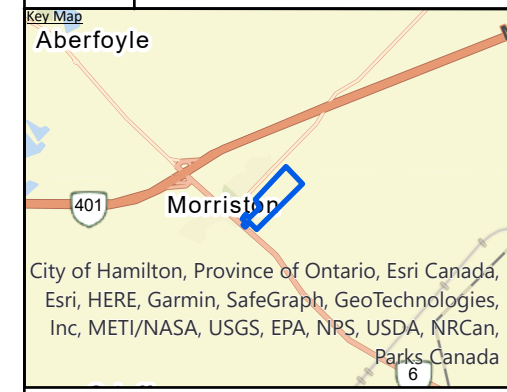 Key Map
Aberfoyle
401
Morriston
City of Hamilton, Province of Ontario, Esri Canada,
Esri, HERE, Garmin, SafeGraph, GeoTechnologies,
Inc, METI/NASA, USGS, EPA, NPS, USDA, NRCan,
Parks Canada
6